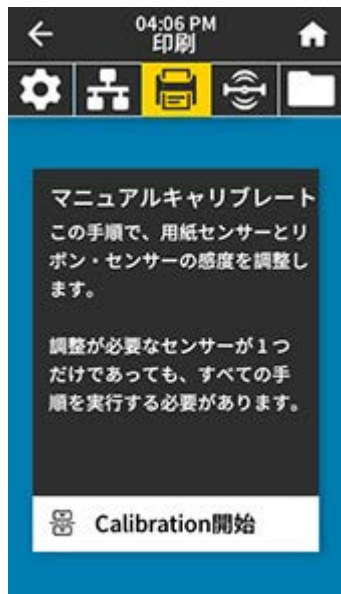 04:06 PM
印刷
マニュアルキャリブレート
この手順で、用紙センサーとリ
ボン・センサーの感度を調整し
ます。
調整が必要なセンサーが１つ
だけであっても、すべての手
順を実行する必要があります。
Calibration開始